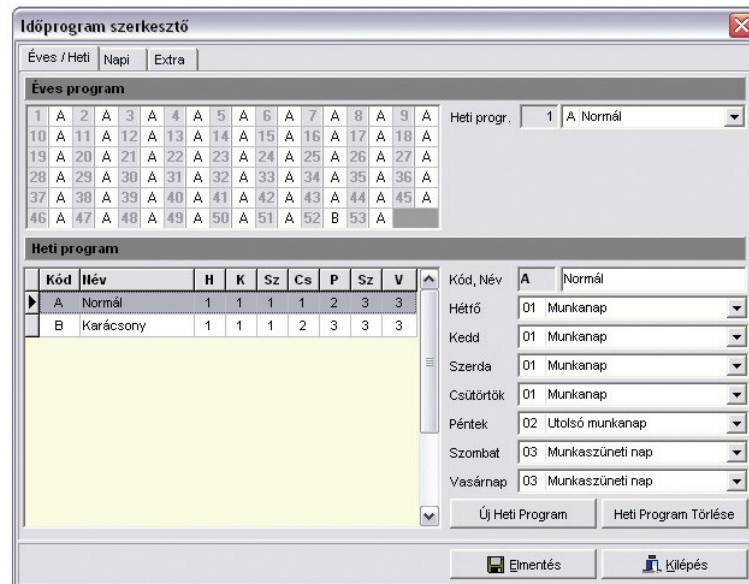 Időprogram szerkesztő
Éves / Heti Napi Extra
Éves program
1 A 2 A 3 A 4 A 5 A 6 A 7 A 8 A 9 A
Heti progr. 1 A Normál
10 A 11 A 12 A 13 A 14 A 15 A 16 A 17 A 18 A
19 A 20 A 21 A 22 A 23 A 24 A 25 A 26 A 27 A
28 A 29 A 30 A 31 A 32 A 33 A 34 A 35 A 36 A
37 A 38 A 39 A 40 A 41 A 42 A 43 A 44 A 45 A
46 A 47 A 48 A 49 A 50 A 51 A 52 B 53 A
Heti program
Kód Név H K Sz Cs P Sz V
A Normál 1 1 1 1 2 3 3
B Karácsony 1 1 1 2 3 3 3
Kód, Név A Normál
Hétfő 01 Munkanap
Kedd 01 Munkanap
Szerda 01 Munkanap
Csütörtök 01 Munkanap
Péntek 02 Utolsó munkanap
Szombat 03 Munkaszüneti nap
Vasárnap 03 Munkaszüneti nap
Új Heti Program Heti Program Törlése
Elmentés Kilépés